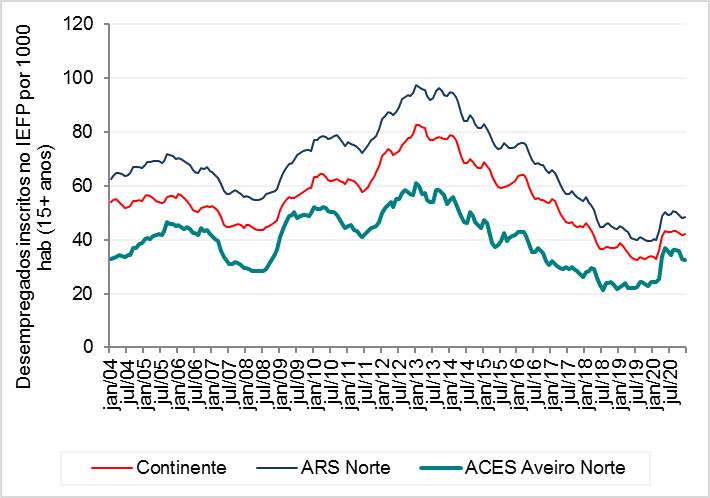 Desempregados inscritos no IEFP por 1000
hab (15+ anos)
120
100
80
60
40
20
0
jan/04
jul/04
jan/05
jul/05
jan/06
jul/06
jan/07
jul/07
jan/08
jul/08
jan/09
jul/09
jan/10
jul/10
jan/11
jul/11
jan/12
jul/12
jan/13
jul/13
jan/14
jul/14
jan/15
jul/15
jan/16
jul/16
jan/17
jul/17
jan/18
jul/18
jan/19
jul/19
jan/20
jul/20
Continente
ARS Norte
ACES Aveiro Norte